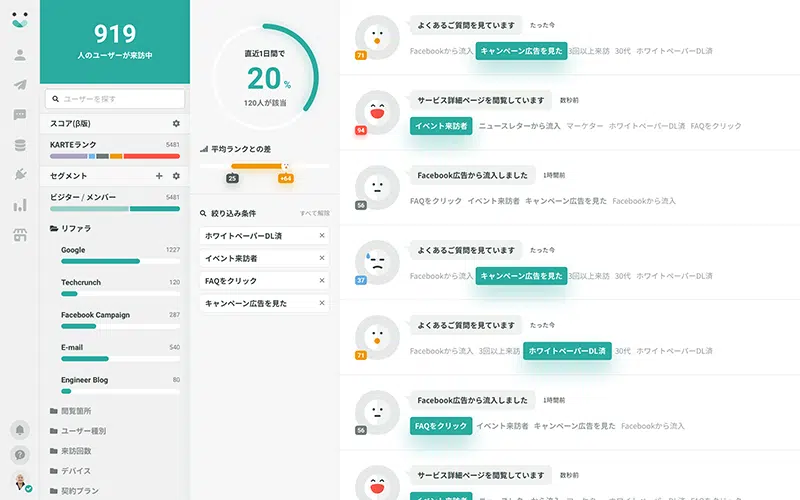 919
人のユーザーが来訪中
ユーザーを探す
スコア(β版)
KARTEランク 5481
セグメント
ビジター / メンバー 5481
リファラ
Google 1227
Techcrunch 120
Facebook Campaign 287
E-mail 540
Engineer Blog 80
閲覧箇所
ユーザー種別
来訪回数
デバイス
契約プラン
直近1日間で
20 %
120人が該当
平均ランクとの差
25 +64
絞り込み条件 すべて解除
ホワイトペーパーDL済
イベント来訪者
FAQをクリック
キャンペーン広告を見た
よくあるご質問を見ています たった今
71 Facebookから流入 キャンペーン広告を見た 3回以上来訪 30代 ホワイトペーパーDL済
サービス詳細ページを閲覧しています 数秒前
94 イベント来訪者 ニュースレターから流入 マーケター ホワイトペーパーDL済 FAQをクリック
Facebook広告から流入しました 1時間前
56 FAQをクリック イベント来訪者 キャンペーン広告を見た Facebookから流入
よくあるご質問を見ています たった今
37 Facebookから流入 キャンペーン広告を見た 3回以上来訪 30代 ホワイトペーパーDL済
よくあるご質問を見ています たった今
71 Facebookから流入 3回以上来訪 ホワイトペーパーDL済 30代 ホワイトペーパーDL済
Facebook広告から流入しました 1時間前
56 FAQをクリック イベント来訪者 キャンペーン広告を見た Facebookから流入
サービス詳細ページを閲覧しています 数秒前